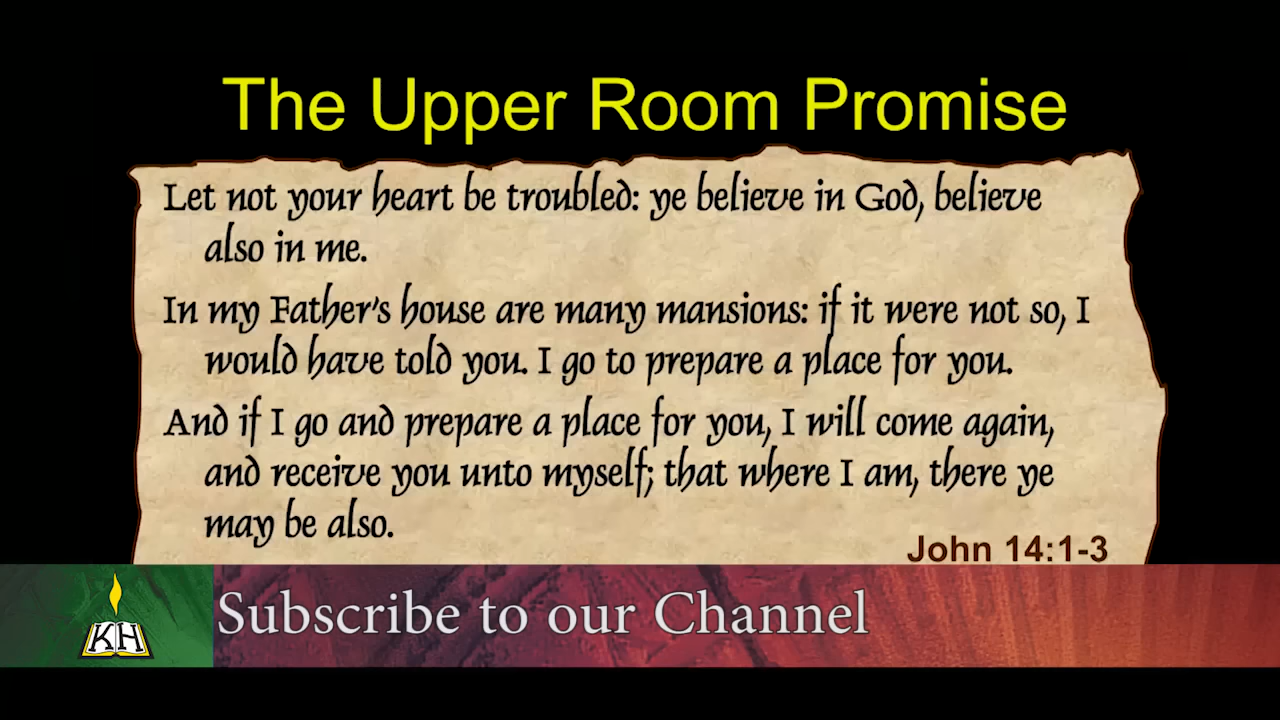 The Upper Room Promise
Let not your heart be troubled: ye believe in God, believe
also in me.
In my Father's house are many mansions: if it were not so, I
would have told you. I go to prepare a place for you.
And if I go and prepare a place for you, I will come again,
and receive you unto myself; that where I am, there ye
may be also.
John 14:1-3
KH
Subscribe to our Channel